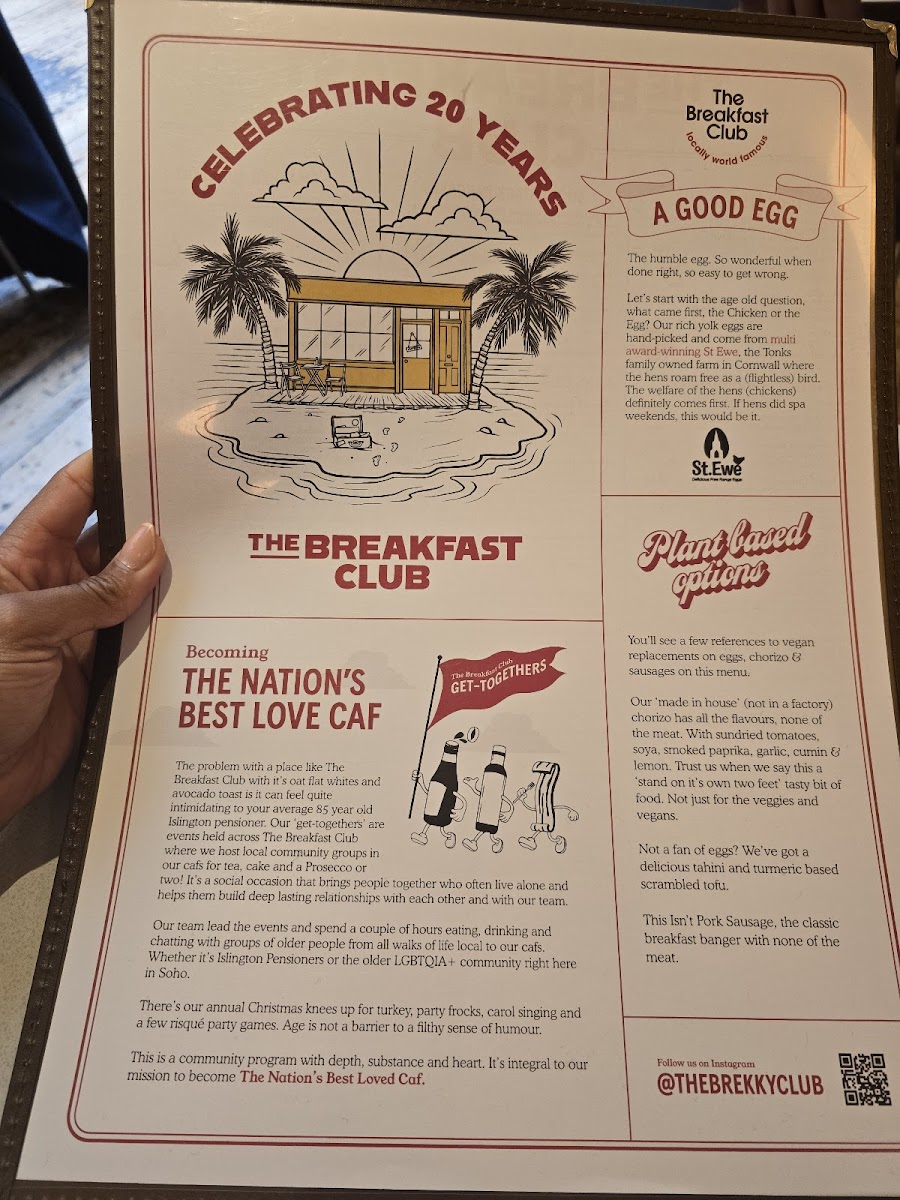 CELEBRATING 20 YEARS
THE BREAKFAST
CLUB
Becoming
THE NATION'S
BEST LOVE CAF
The Breakfast Club
GET-TOGETHERS
The problem with a place like The
Breakfast Club with it's oat flat whites and
avocado toast is it can feel quite
intimidating to your average 85 year old
Islington pensioner. Our 'get-togethers' are
events held across The Breakfast Club
where we host local community groups in
our cafs for tea, cake and a Prosecco or
two! It's a social occasion that brings people together who often live alone and
helps them build deep lasting relationships with each other and with our team.
Our team lead the events and spend a couple of hours eating, drinking and
chatting with groups of older people from all walks of life local to our cafs.
Whether it's Islington Pensioners or the older LGBTQIA+ community right here
in Soho.
There's our annual Christmas knees up for turkey, party frocks, carol singing and
a few risqué party games. Age is not a barrier to a filthy sense of humour.
This is a community program with depth, substance and heart. It's integral to our
mission to become The Nation's Best Loved Caf.
The
Breakfast
Club
locally world famous
A GOOD EGG
The humble egg. So wonderful when
done right, so easy to get wrong.
Let's start with the age old question,
what came first, the Chicken or the
Egg? Our rich yolk eggs are
hand-picked and come from multi
award-winning St Ewe, the Tonks
family owned farm in Cornwall where
the hens roam free as a (flightless) bird.
The welfare of the hens (chickens)
definitely comes first. If hens did spa
weekends, this would be it.
St.Ewe
Delicious Free Range Eggs
Plant based
options
You'll see a few references to vegan
replacements on eggs, chorizo &
sausages on this menu.
Our 'made in house' (not in a factory)
chorizo has all the flavours, none of
the meat. With sundried tomatoes,
soya, smoked paprika, garlic, cumin &
lemon. Trust us when we say this a
'stand on it's own two feet' tasty bit of
food. Not just for the veggies and
vegans.
Not a fan of eggs? We've got a
delicious tahini and turmeric based
scrambled tofu.
This Isn't Pork Sausage, the classic
breakfast banger with none of the
meat.
Follow us on Instagram
@THEBREKKYCLUB